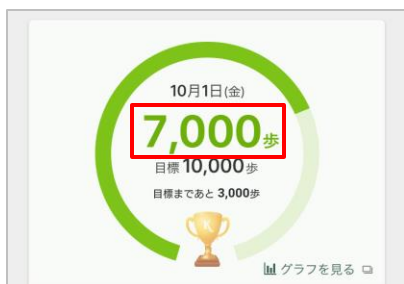 10月1日(金)
7,000歩
目標 10,000歩
目標まであと 3,000歩
K
グラフを見る